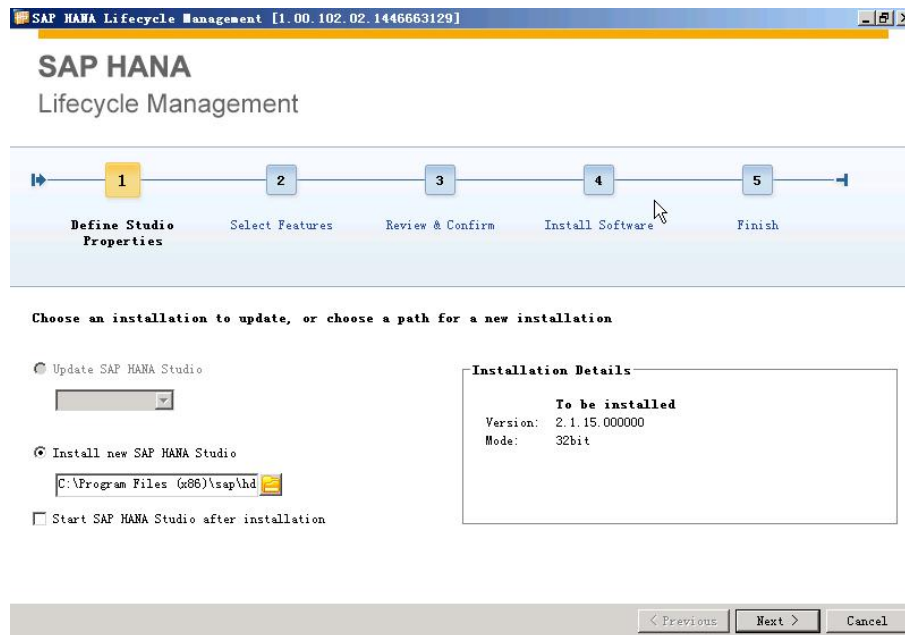 SAP HANA Lifecycle Management [1.00.102.02.1446663129]
SAP HANA
Lifecycle Management
1 2 3 4 5
Define Studio Properties
Select Features
Review & Confirm
Install Software
Finish
Choose an installation to update, or choose a path for a new installation
Update SAP HANA Studio
Install new SAP HANA Studio
C:\Program Files (x86)\sap\hd
Start SAP HANA Studio after installation
Installation Details
To be installed
Version: 2.1.15.000000
Mode: 32bit
< Previous Next > Cancel